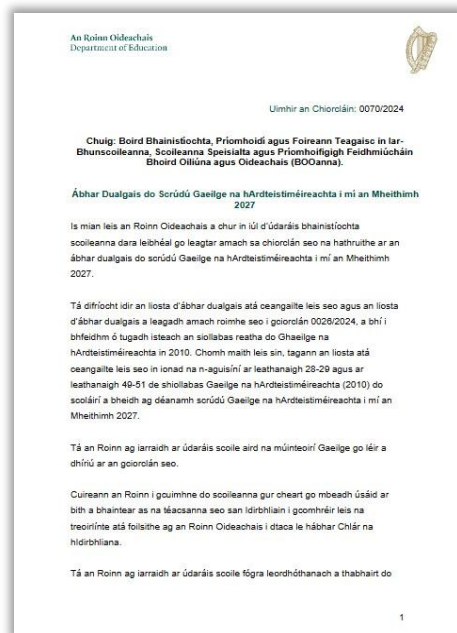 An Roinn Oideachais
Department of Education
Uimhir an Chiorcláin: 0070/2024
Chuig: Boird Bhainistíochta, Príomhoidí agus Foireann Teagaisc in Iar-
Bhunscoileanna, Scoileanna Speisialta agus Príomhoifigigh Feidhmiúcháin
Bhoird Oiliúna agus Oideachais (BOOanna).
Ábhar Dualgais do Scrúdú Gaeilge na hArdteistiméireachta i mí an Mheithimh
2027
Is mian leis an Roinn Oideachais a chur in iúl d'údaráis bhainistíochta
scoileanna dara leibhéal go leagtar amach sa chiorclán seo na hathruithe ar an
ábhar dualgais do scrúdú Gaeilge na hArdteistiméireachta i mí an Mheithimh
2027.
Tá difríocht idir an liosta d'ábhar dualgais atá ceangailte leis seo agus an liosta
d'ábhar dualgais a leagadh amach roimhe seo i gciorclán 0026/2024, a bhí i
bhfeidhm ó tugadh isteach an siollabas reatha do Ghaeilge na
hArdteistiméireachta in 2010. Chomh maith leis sin, tagann an liosta atá
ceangailte leis seo in ionad na n-aguisíní ar leathanaigh 28-29 agus ar
leathanaigh 49-51 de shiollabas Gaeilge na hArdteistiméireachta (2010) do
scoláirí a bheidh ag déanamh scrúdú Gaeilge na hArdteistiméireachta i mí an
Mheithimh 2027.
Tá an Roinn ag iarraidh ar údaráis scoile aird na múinteoirí Gaeilge go léir a
dhíriú ar an gciorclán seo.
Cuireann an Roinn i gcuimhne do scoileanna gur cheart go mbeadh úsáid ar
bith a bhaintear as na téacsanna seo san Idirbhliain i gcomhréir leis na
treoirlínte atá foilsithe ag an Roinn Oideachais i dtaca le hábhar Chlár na
hIdirbhliana.
Tá an Roinn ag iarraidh ar údaráis scoile fógra leordhóthanach a thabhairt do
1